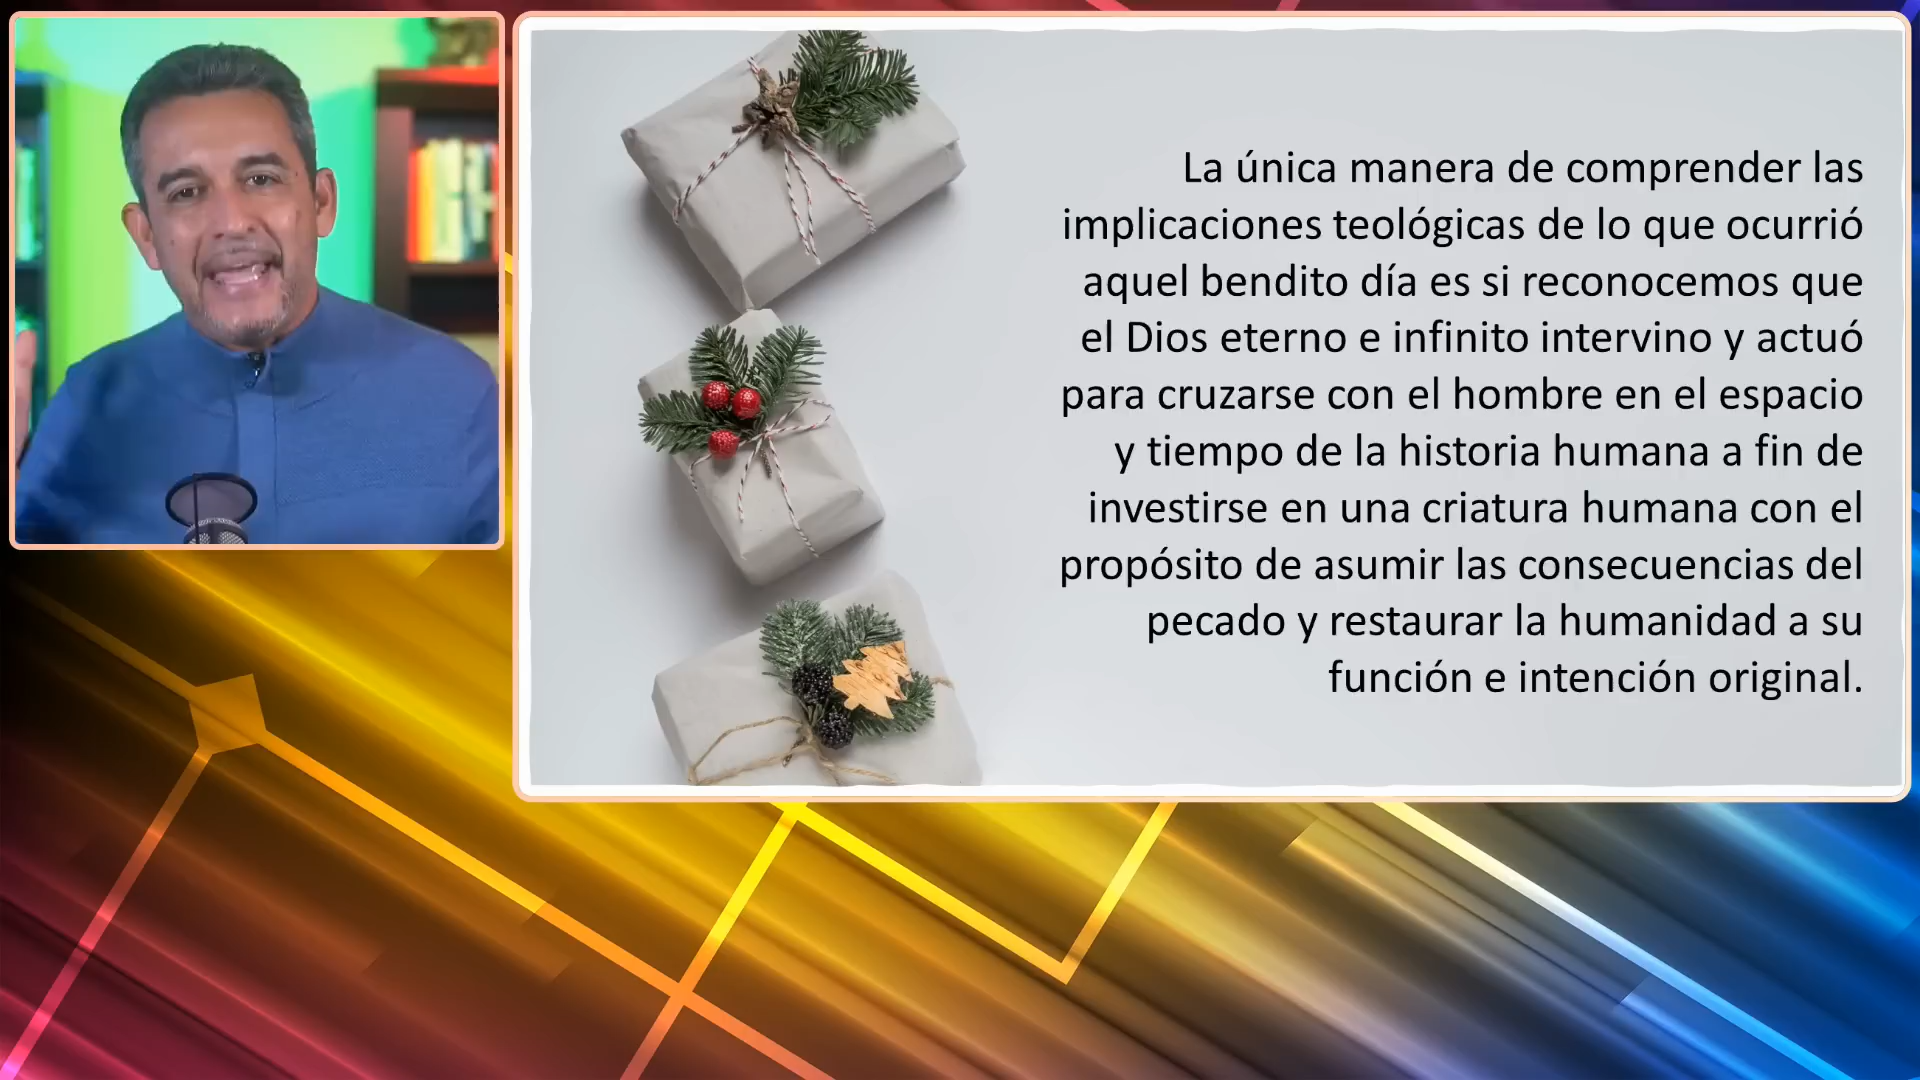 La única manera de comprender las
implicaciones teológicas de lo que ocurrió
aquel bendito día es si reconocemos que
el Dios eterno e infinito intervino y actuó
para cruzarse con el hombre en el espacio
y tiempo de la historia humana a fin de
investirse en una criatura humana con el
propósito de asumir las consecuencias del
pecado y restaurar la humanidad a su
función e intención original.